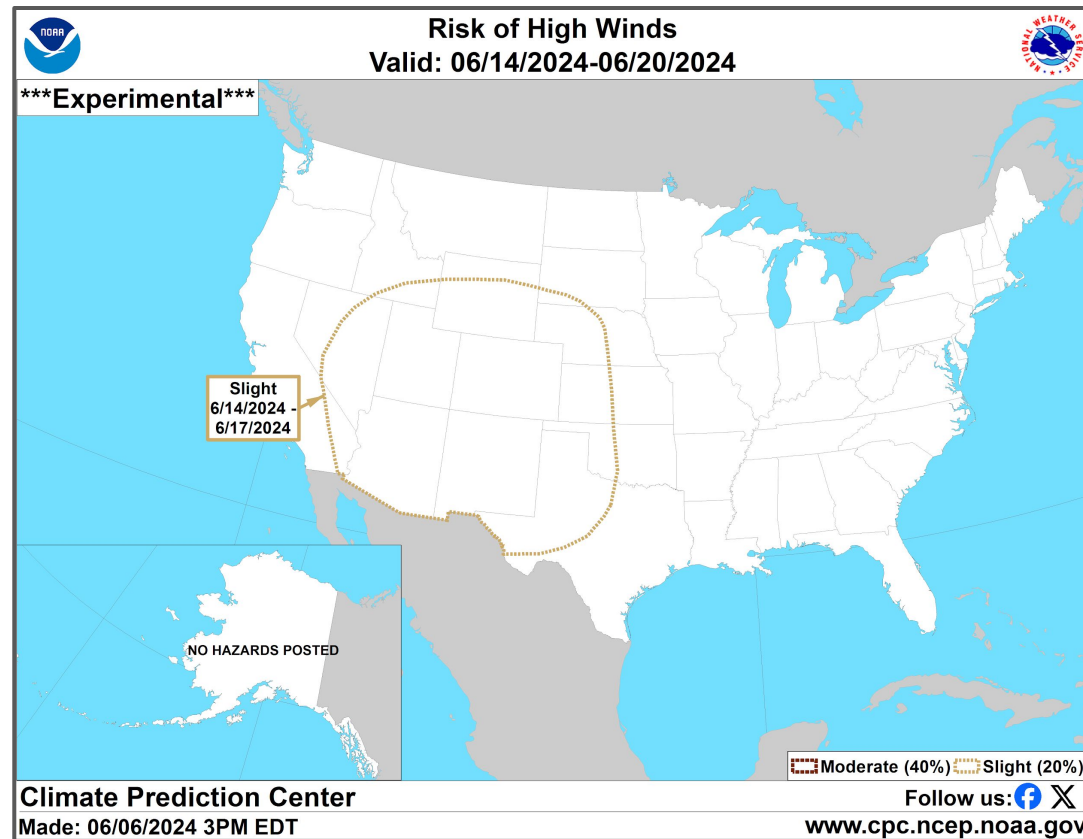 NOAA
Risk of High Winds
Valid: 06/14/2024-06/20/2024
NATIONAL WEATHER SERVICE
***Experimental***
Slight
6/14/2024 -
6/17/2024
NO HAZARDS POSTED
Moderate (40%) Slight (20%)
Climate Prediction Center
Follow us:
Made: 06/06/2024 3PM EDT
www.cpc.ncep.noaa.gov